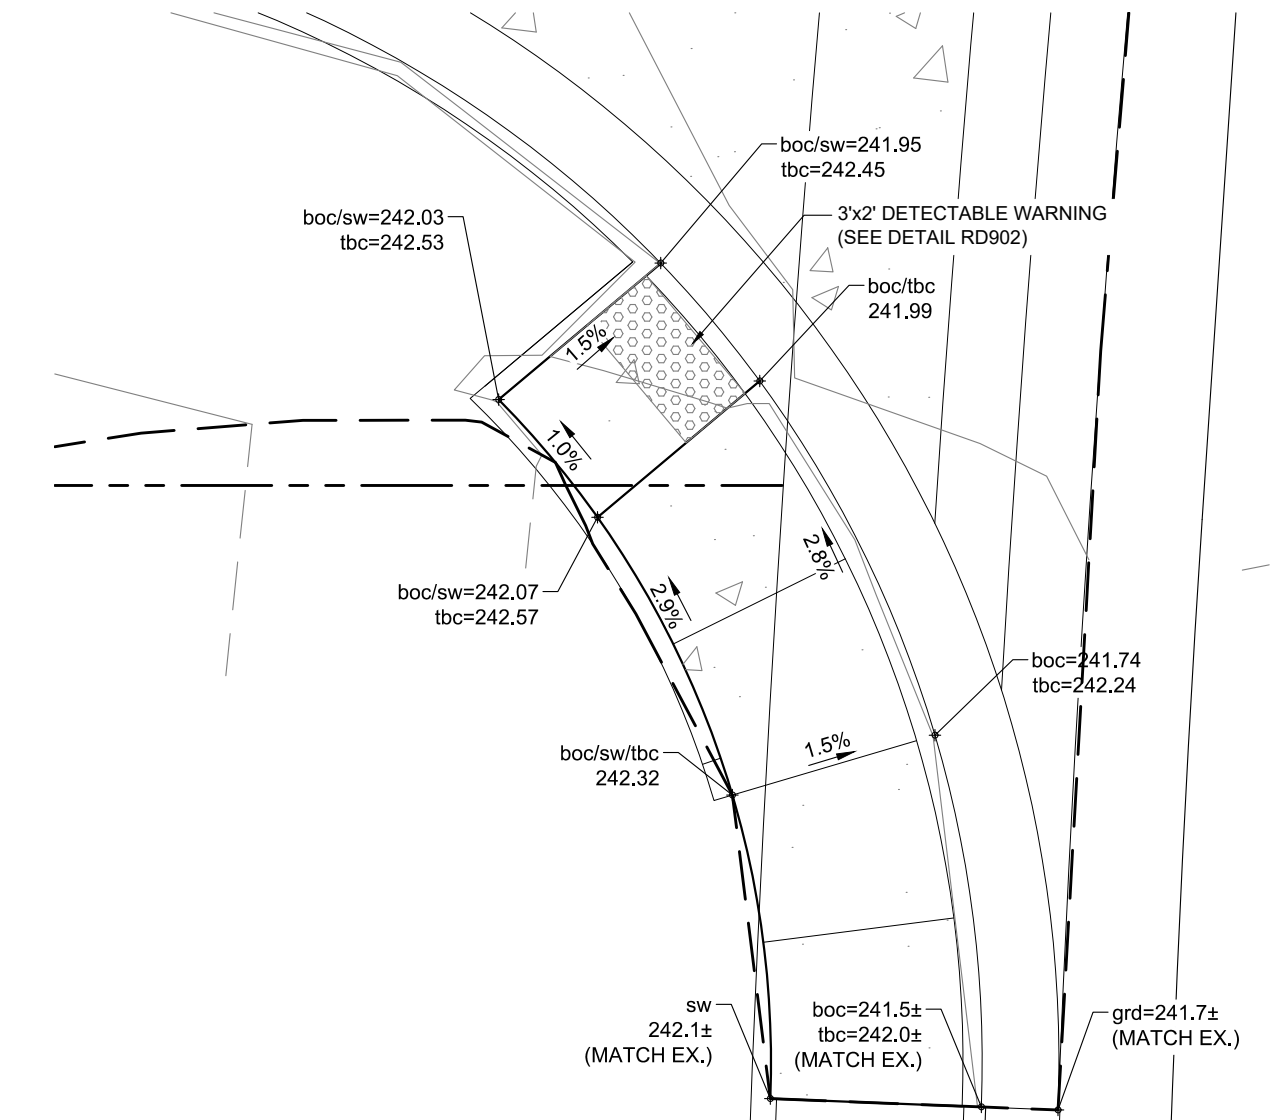 boc/sw=241.95
tbc=242.45
boc/sw=242.03
tbc=242.53
3'x2' DETECTABLE WARNING
(SEE DETAIL RD902)
boc/tbc
241.99
1.5%
1.0%
2.8%
boc/sw=242.07
tbc=242.57
2.9%
boc=241.74
tbc=242.24
boc/sw/tbc
242.32
1.5%
sw
242.1±
(MATCH EX.)
boc=241.5±
tbc=242.0±
(MATCH EX.)
grd=241.7±
(MATCH EX.)